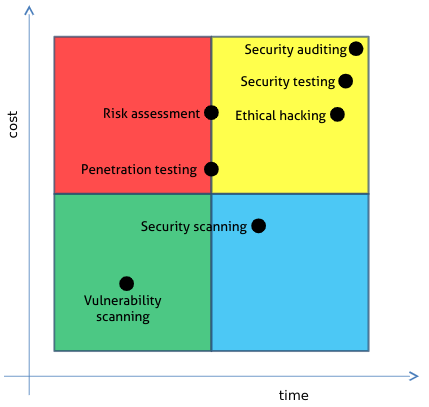 Security auditing
Security testing
Risk assessment
Ethical hacking
cost
Penetration testing
Security scanning
Vulnerability
scanning
time